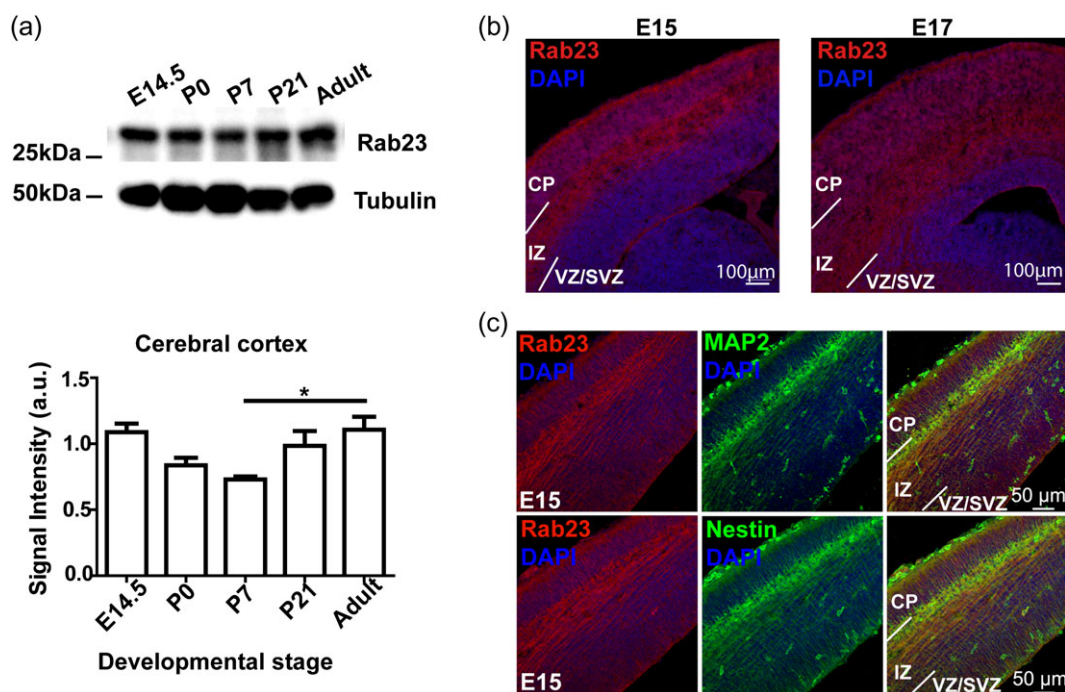 (a)
E14.5 P0 P7 P21 Adult
25kDa
Rab23
50kDa
Tubulin
Cerebral cortex
Signal Intensity (a.u.)
1.5
1.0
0.5
0.0
*
E14.5 P0 P7 P21 Adult
Developmental stage
(b)
E15
Rab23
DAPI
CP
IZ
VZ/SVZ
100µm
E17
Rab23
DAPI
CP
IZ
VZ/SVZ
100µm
(c)
Rab23
DAPI
E15
MAP2
DAPI
CP
IZ
VZ/SVZ
50 µm
Rab23
DAPI
E15
Nestin
DAPI
CP
IZ
VZ/SVZ
50 µm